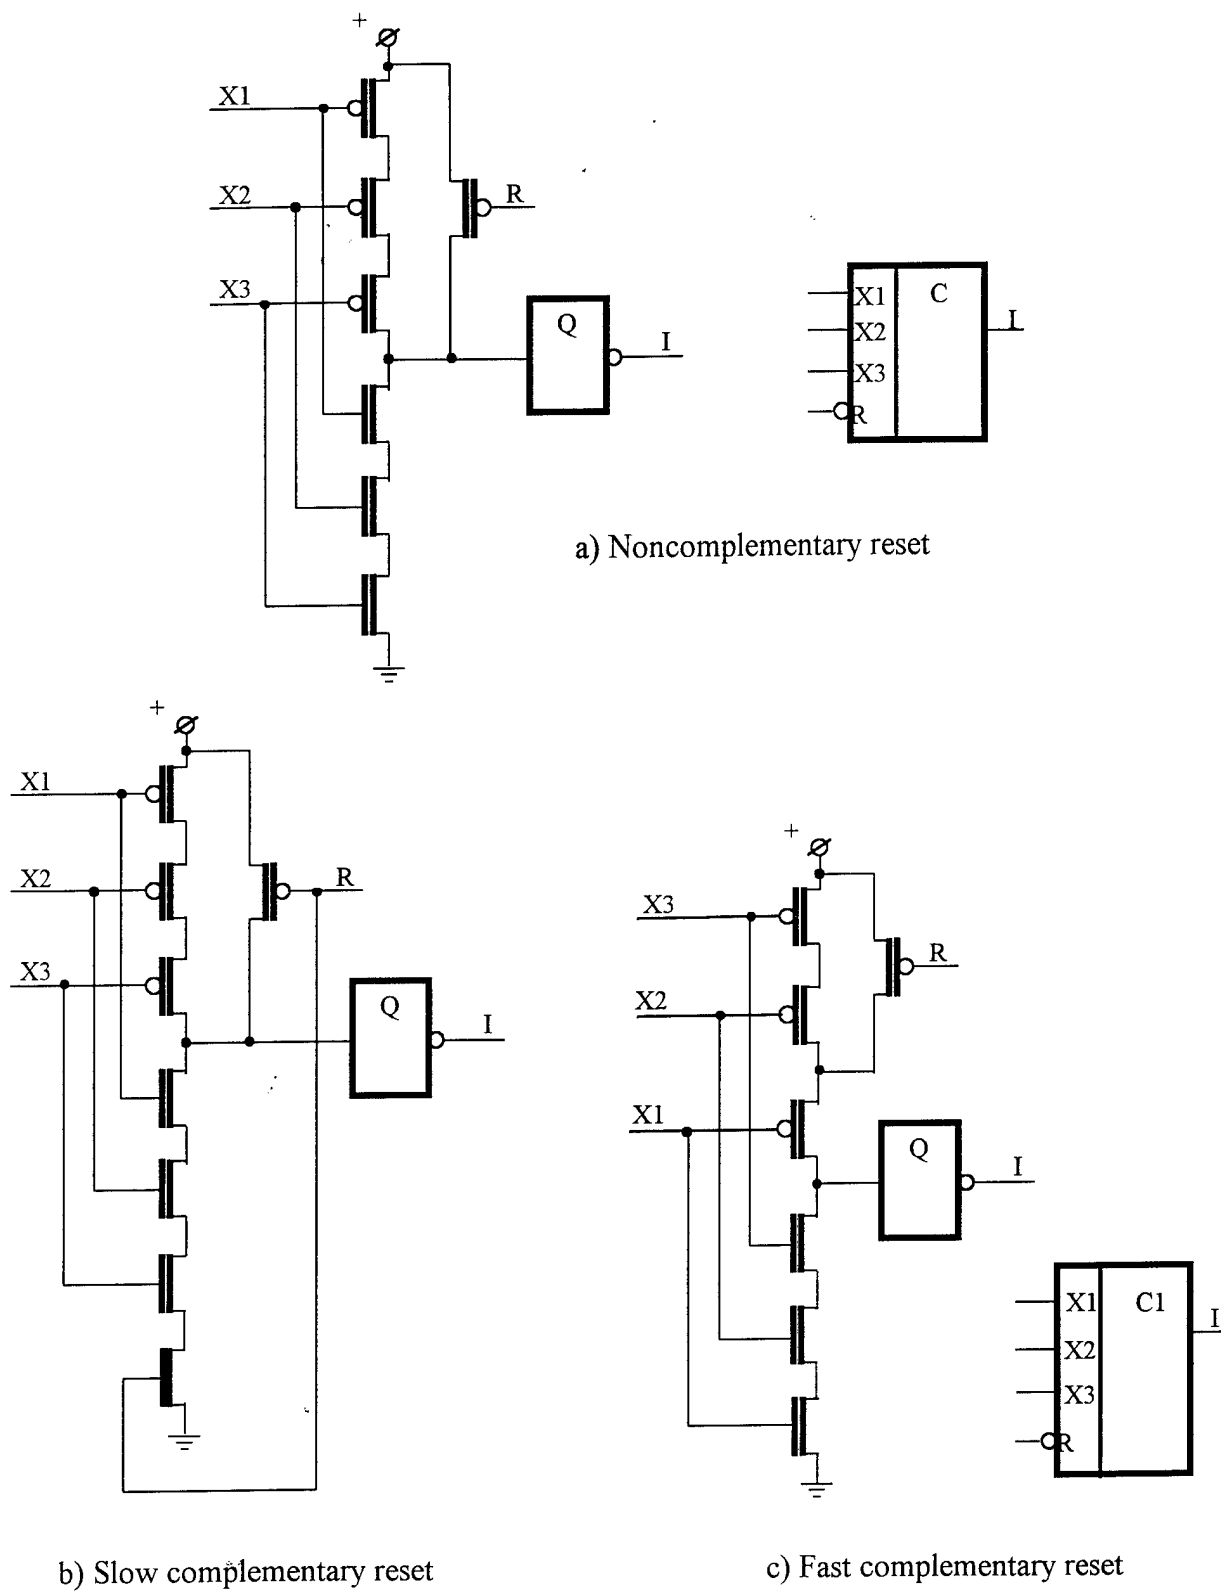 +
X1
X2
R
X3
Q
I
X1
C
I
X2
X3
R
a) Noncomplementary reset
+
X1
X2
R
X3
Q
I
+
X3
R
X2
X1
Q
I
X1
C1
I
X2
X3
R
b) Slow complementary reset
c) Fast complementary reset